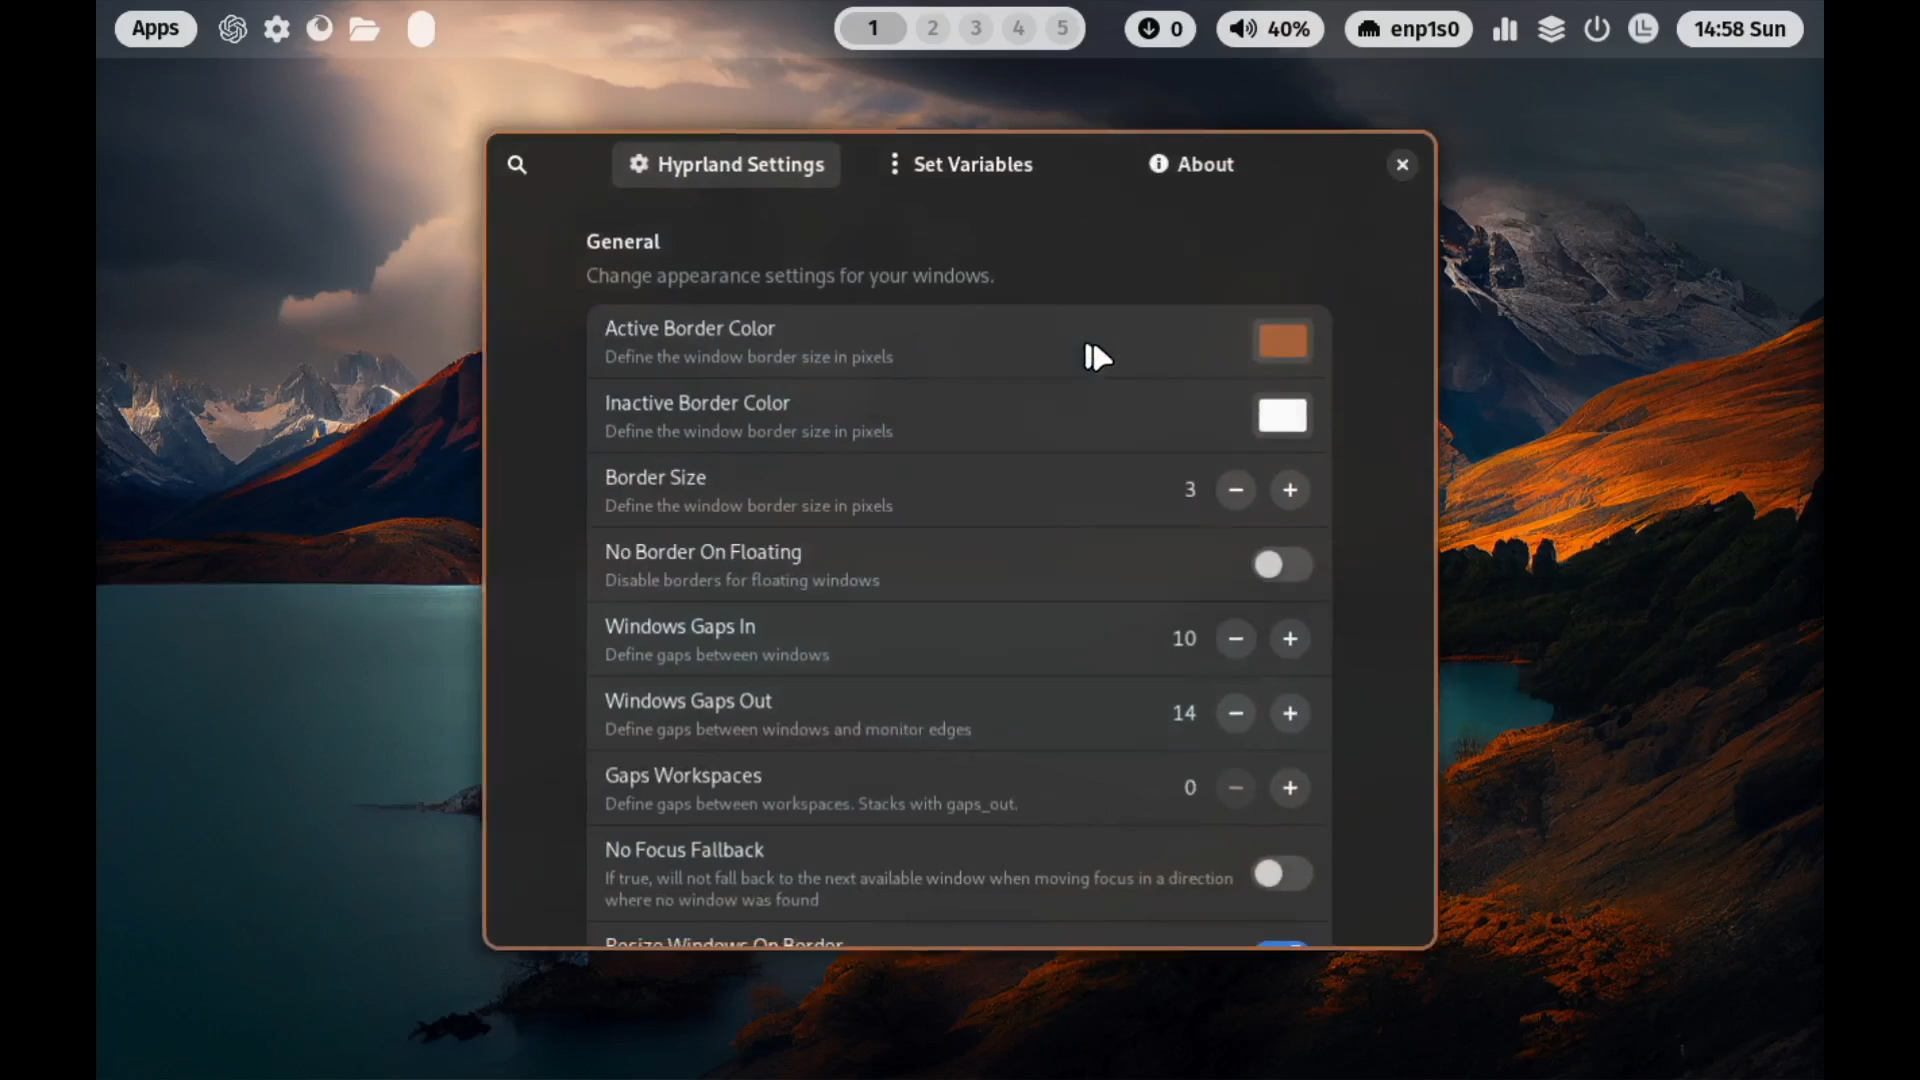 Apps
1 2 3 4 5
0
40%
enp1s0
14:58 Sun
Hyprland Settings
Set Variables
About
General
Change appearance settings for your windows.
Active Border Color
Define the window border size in pixels
Inactive Border Color
Define the window border size in pixels
Border Size
Define the window border size in pixels
3
No Border On Floating
Disable borders for floating windows
Windows Gaps In
Define gaps between windows
10
Windows Gaps Out
Define gaps between windows and monitor edges
14
Gaps Workspaces
Define gaps between workspaces. Stacks with gaps_out.
0
No Focus Fallback
If true, will not fall back to the next available window when moving focus in a direction
where no window was found
Resize Windows On Border